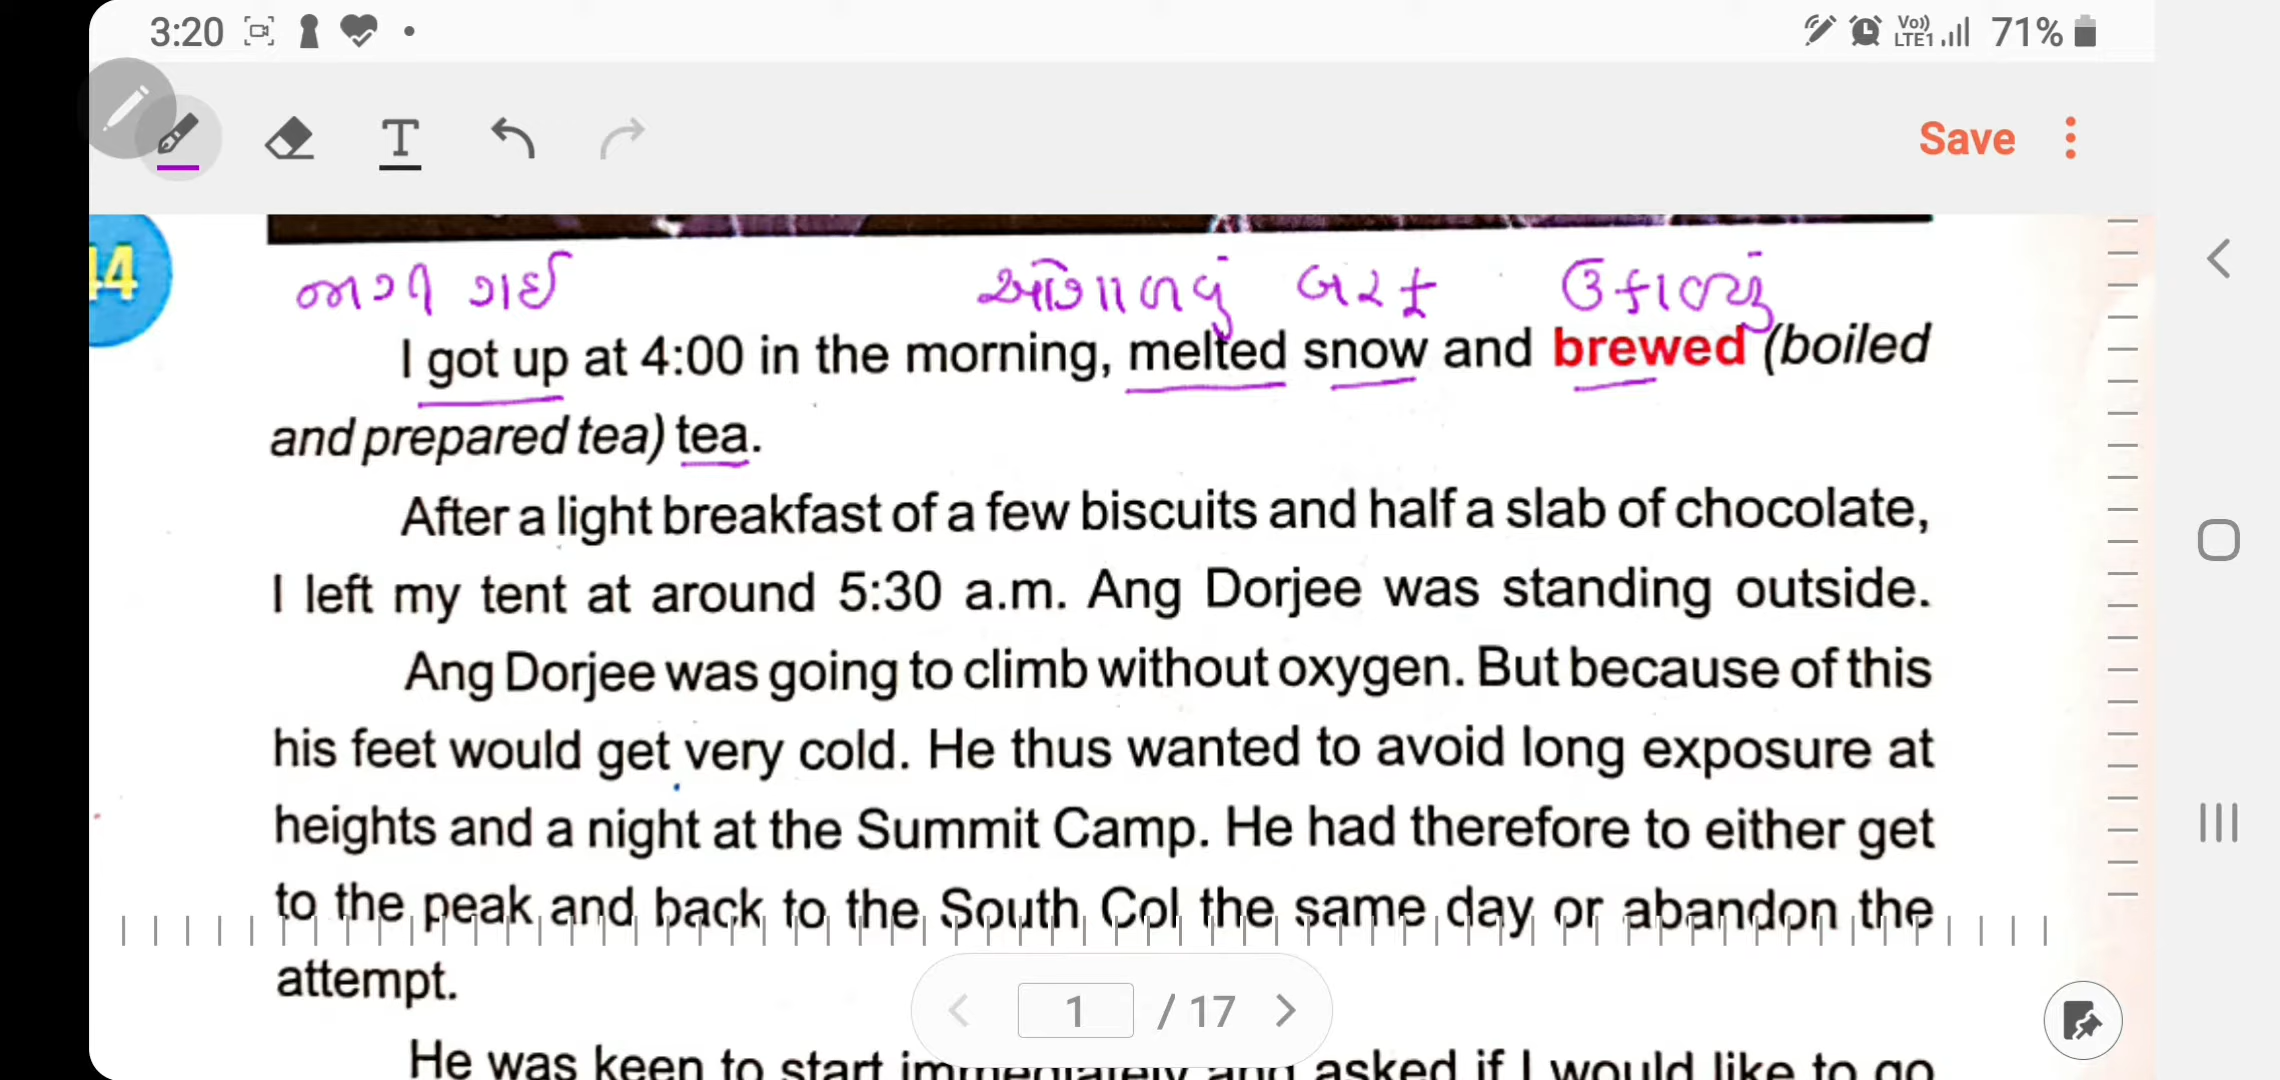 3:20
Vo)) LTE1 71%
T
Save
44
જાગી ગઈ ઓગાળવું બરફ ઉકાળ્યું
I got up at 4:00 in the morning, melted snow and brewed (boiled
and prepared tea) tea.
After a light breakfast of a few biscuits and half a slab of chocolate,
I left my tent at around 5:30 a.m. Ang Dorjee was standing outside.
Ang Dorjee was going to climb without oxygen. But because of this
his feet would get very cold. He thus wanted to avoid long exposure at
heights and a night at the Summit Camp. He had therefore to either get
to the peak and back to the South Col the same day or abandon the
attempt.
1 / 17
He was keen to start immediately and asked if I would like to go